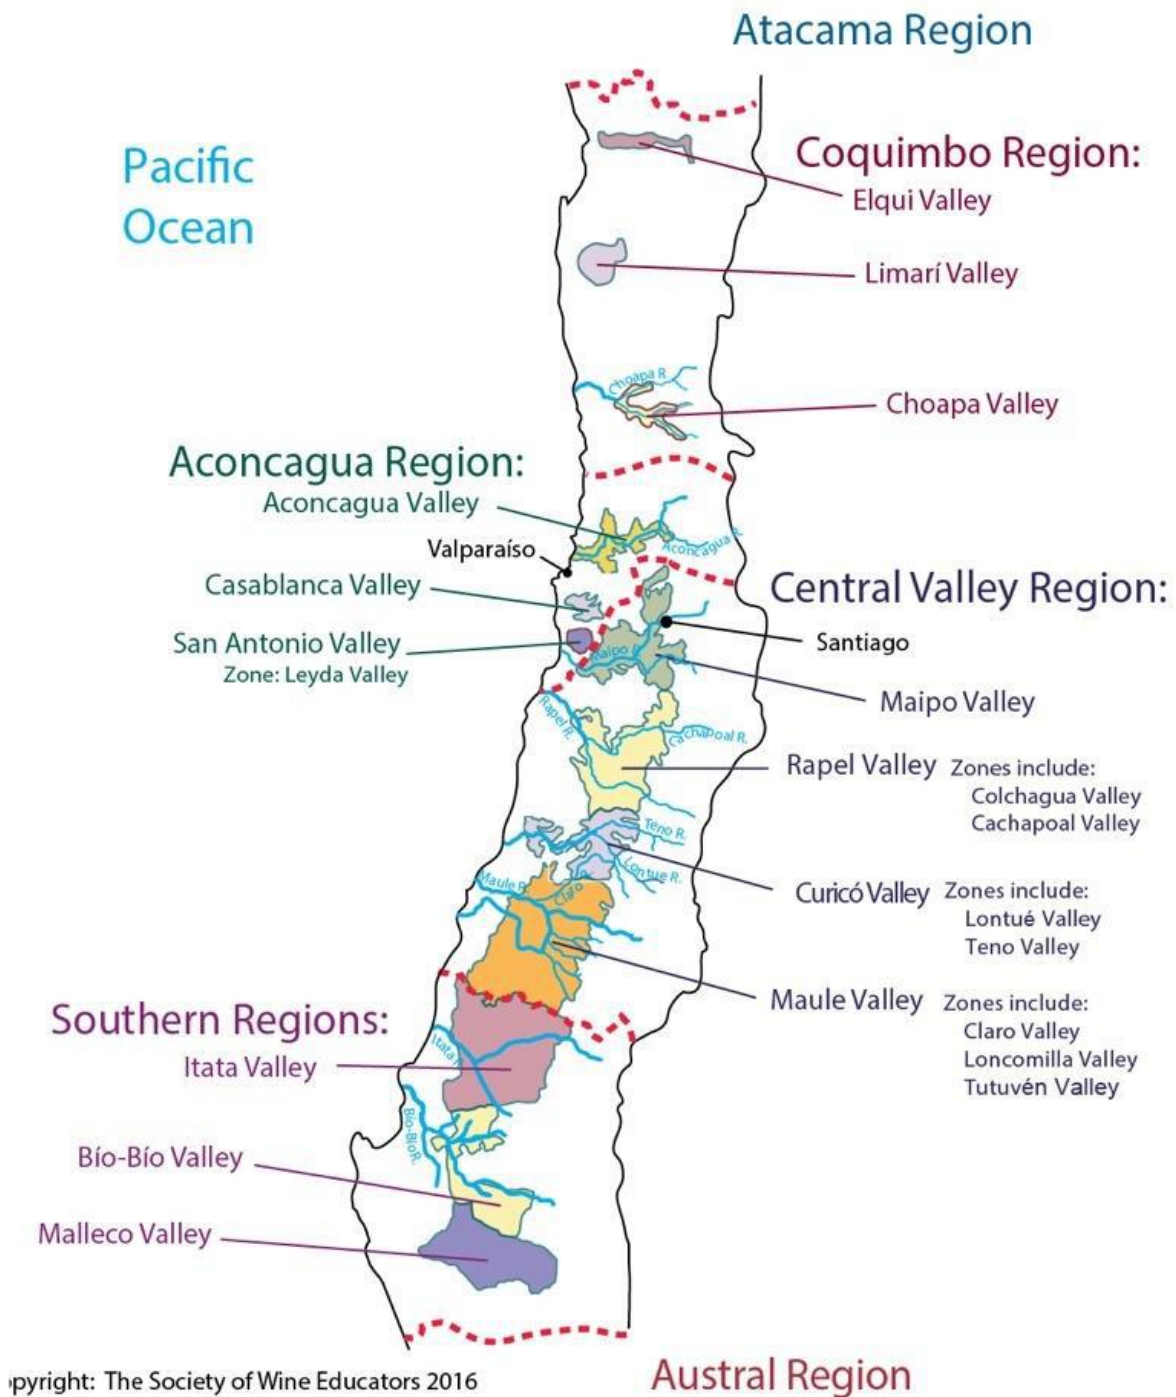 Atacama Region
Pacific
Ocean
Coquimbo Region:
Elqui Valley
Limarí Valley
Choapa R.
Choapa Valley
Aconcagua Region:
Aconcagua Valley
Aconcagua R.
Valparaíso
Casablanca Valley
San Antonio Valley
Zone: Leyda Valley
Central Valley Region:
Santiago
Maipo Valley
Rapel R.
Cachapoal R.
Rapel Valley Zones include:
Colchagua Valley
Cachapoal Valley
Teno R.
Lontue R.
Curicó Valley Zones include:
Lontué Valley
Teno Valley
Maule R.
Claro
Maule Valley Zones include:
Claro Valley
Loncomilla Valley
Tutuvén Valley
Southern Regions:
Itata Valley
Itata
Bío-Bío R.
Bío-Bío Valley
Malleco Valley
Austral Region
opyright: The Society of Wine Educators 2016